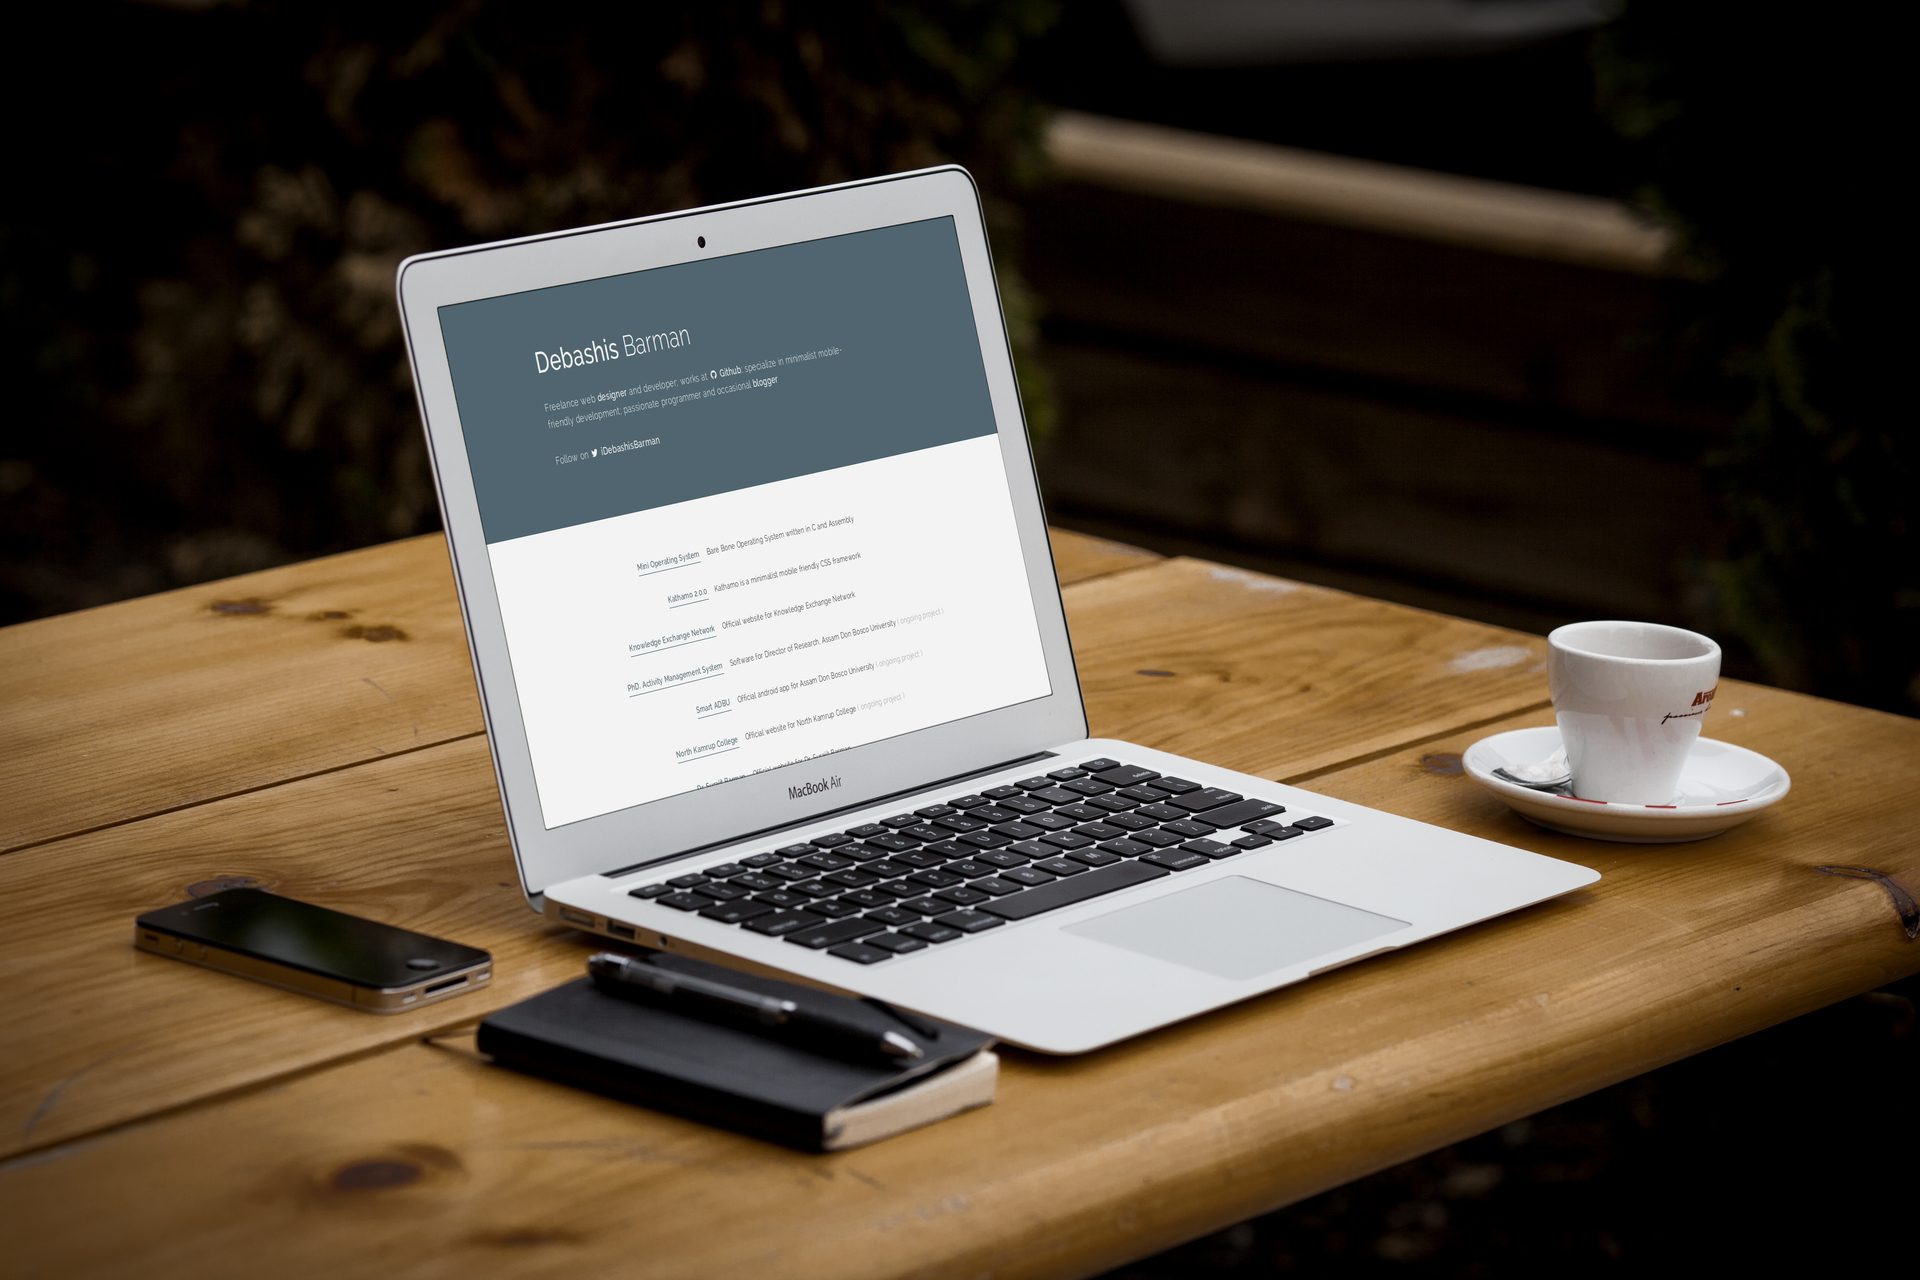 Debashis Barman
Freelance web designer and developer; works at Github; specialize in minimalist mobile-
friendly development; passionate programmer and occasional blogger
Follow on iDebashisBarman
Mini Operating System Bare Bone Operating System written in C and Assembly
Kathamo 2.0.0 Kathamo is a minimalist mobile friendly CSS framework
Knowledge Exchange Network Official website for Knowledge Exchange Network
PhD. Activity Management System Software for Director of Research, Assam Don Bosco University ( ongoing project )
Smart ADBU Official android app for Assam Don Bosco University ( ongoing project )
North Kamrup College Official website for North Kamrup College ( ongoing project )
MacBook Air